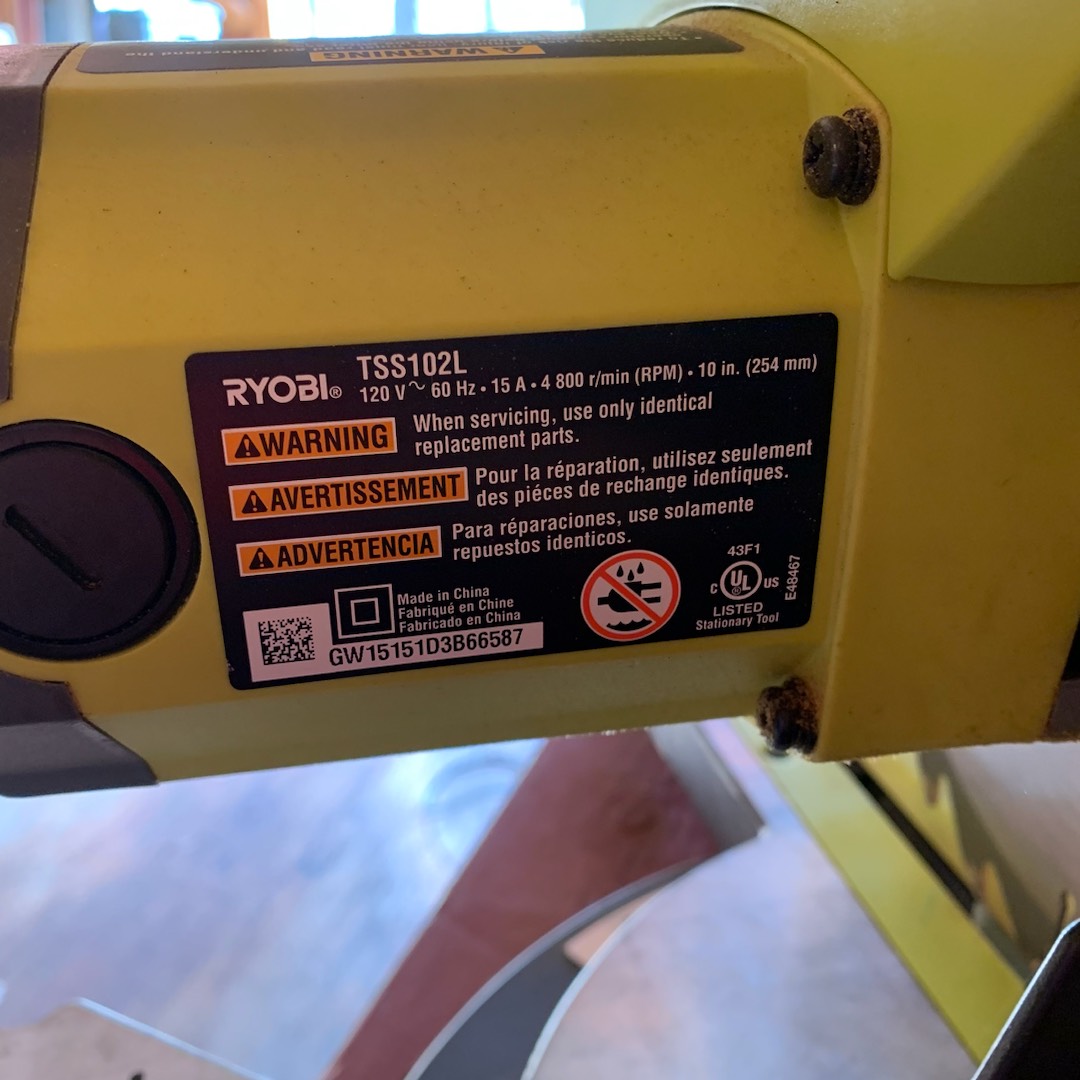 WARNING
RYOBI®
TSS102L
120 V ~ 60 Hz • 15 A • 4 800 r/min (RPM) • 10 in. (254 mm)
WARNING
When servicing, use only identical
replacement parts.
AVERTISSEMENT
Pour la réparation, utilisez seulement
des piéces de rechange identiques.
ADVERTENCIA
Para réparaciones, use solamente
repuestos identicos.
Made in China
Fabriqué en Chine
Fabricado en China
GW15151D3B66587
43F1
C UL® US
LISTED
Stationary Tool
E48467